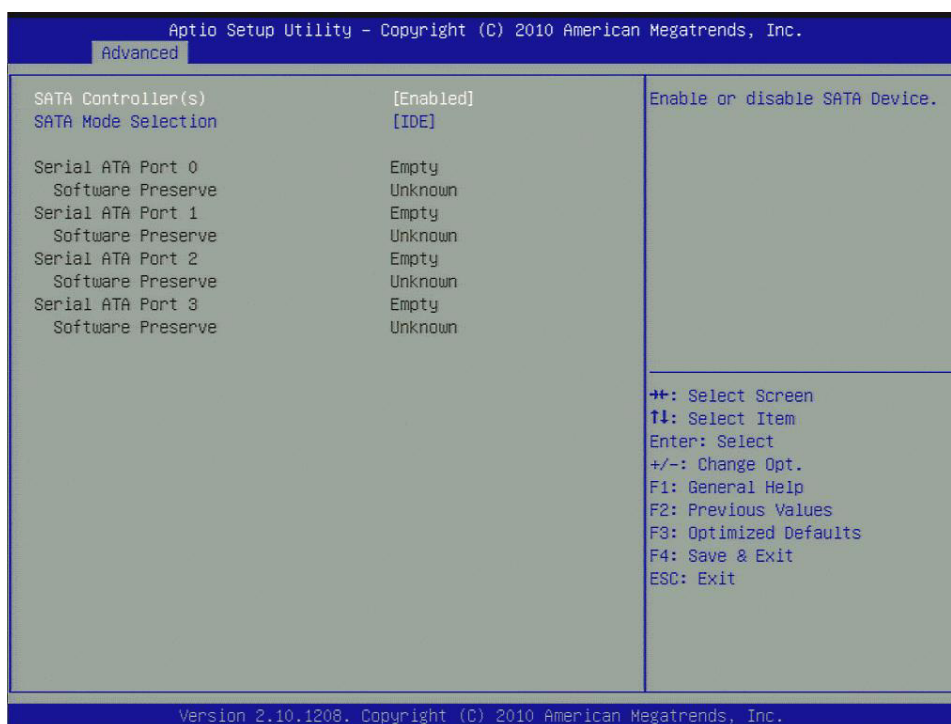 Aptio Setup Utility – Copyright (C) 2010 American Megatrends, Inc.
Advanced
SATA Controller(s) [Enabled]
SATA Mode Selection [IDE]
Serial ATA Port 0 Empty
Software Preserve Unknown
Serial ATA Port 1 Empty
Software Preserve Unknown
Serial ATA Port 2 Empty
Software Preserve Unknown
Serial ATA Port 3 Empty
Software Preserve Unknown
Enable or disable SATA Device.
→←: Select Screen
↑↓: Select Item
Enter: Select
+/-: Change Opt.
F1: General Help
F2: Previous Values
F3: Optimized Defaults
F4: Save & Exit
ESC: Exit
Version 2.10.1208. Copyright (C) 2010 American Megatrends, Inc.